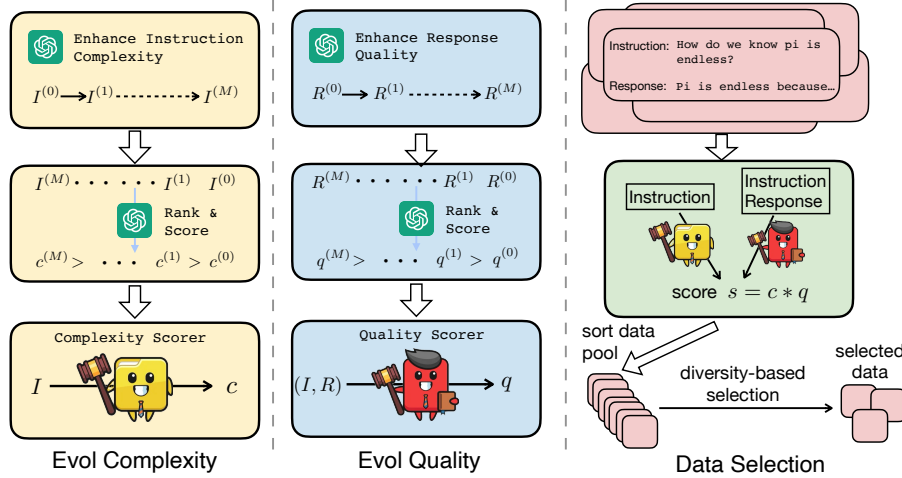 Enhance Instruction
Complexity
I^{(0)} I^{(1)} I^{(M)}
I^{(M)} · · · · · · I^{(1)} I^{(0)}
Rank &
Score
c^{(M)} > · · · c^{(1)} > c^{(0)}
Complexity Scorer
I c
Evol Complexity
Enhance Response
Quality
R^{(0)} R^{(1)} R^{(M)}
R^{(M)} · · · · · · R^{(1)} R^{(0)}
Rank &
Score
q^{(M)} > · · · q^{(1)} > q^{(0)}
Quality Scorer
(I, R) q
Evol Quality
Instruction: How do we know pi is
endless?
Response: Pi is endless because…
Instruction
Instruction
Response
score s = c * q
sort data
pool
diversity-based
selection
selected
data
Data Selection